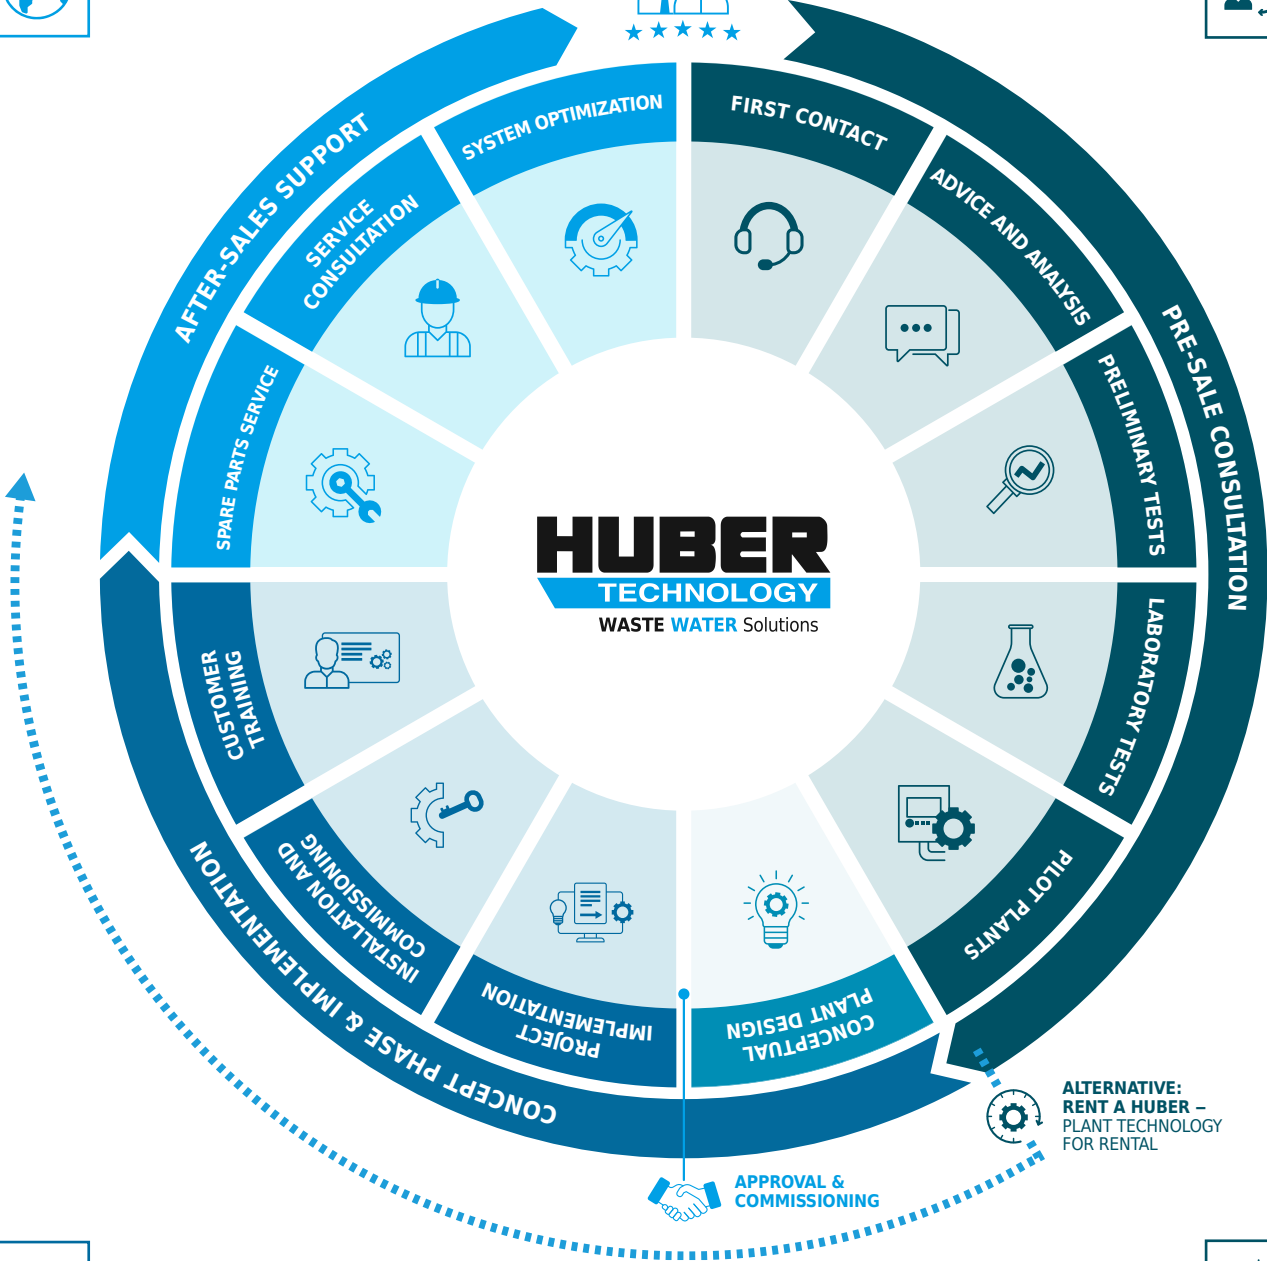 FIRST CONTACT
ADVICE AND ANALYSIS
PRELIMINARY TESTS
LABORATORY TESTS
PILOT PLANTS
CONCEPTUAL
PLANT DESIGN
PROJECT
IMPLEMENTATION
INSTALLATION AND
COMMISSIONING
CUSTOMER
TRAINING
SPARE PARTS SERVICE
SERVICE
CONSULTATION
SYSTEM OPTIMIZATION
PRE-SALE CONSULTATION
CONCEPT PHASE & IMPLEMENTATION
AFTER-SALES SUPPORT
HUBER
TECHNOLOGY
WASTE WATER Solutions
ALTERNATIVE:
RENT A HUBER –
PLANT TECHNOLOGY
FOR RENTAL
APPROVAL &
COMMISSIONING